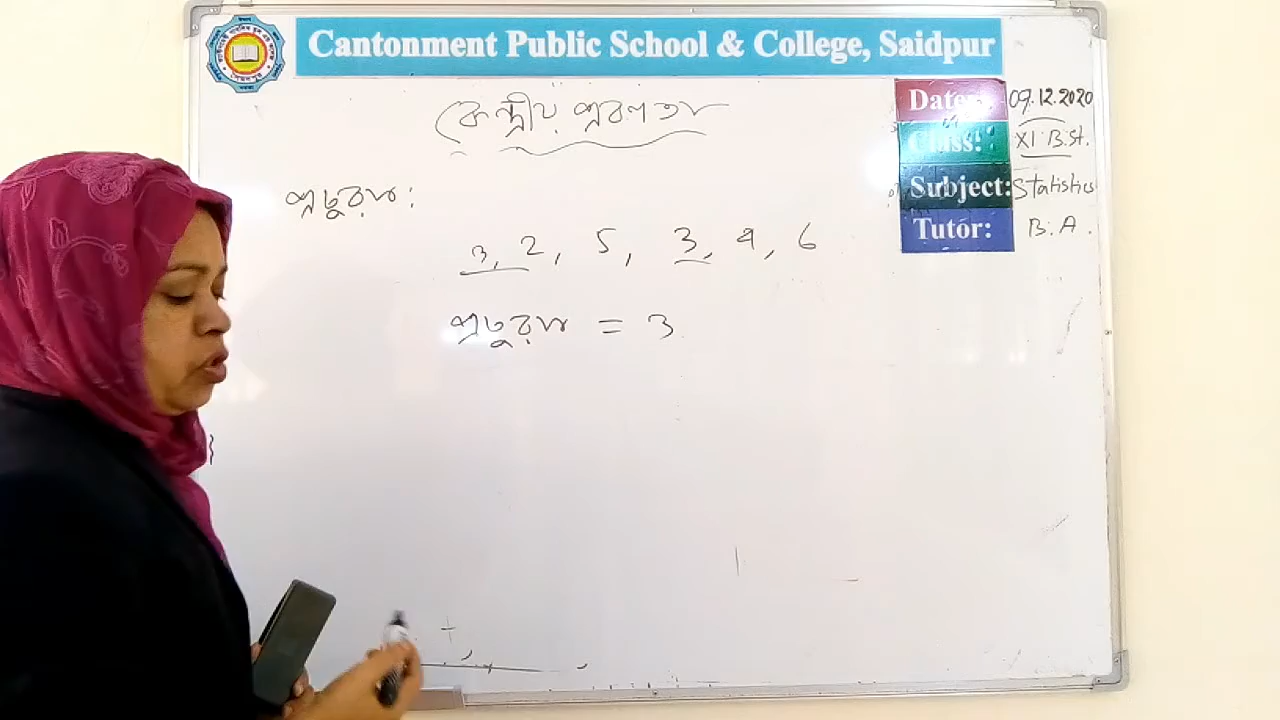 Cantonment Public School & College, Saidpur
কেন্দ্রীয় প্রবণতা
Date: 09.12.2020
Class: XI B.St.
Subject: Statistics
Tutor: B.A.
প্রচুরক:
3, 2, 5, 3, 4, 6
প্রচুরক = 3